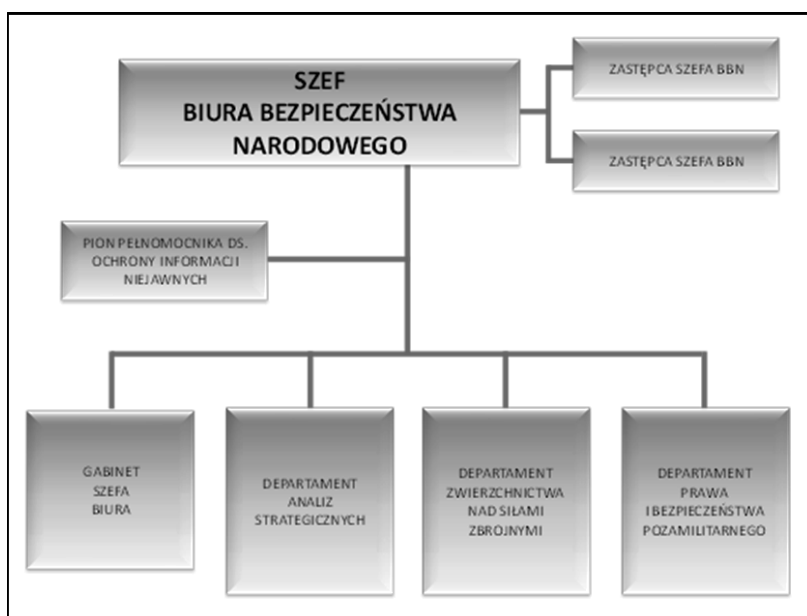 SZEF
BIURA BEZPIECZEŃSTWA
NARODOWEGO
ZASTĘPCA SZEFA BBN
ZASTĘPCA SZEFA BBN
PION PEŁNOMOCNIKA DS.
OCHRONY INFORMACJI
NIEJAWNYCH
GABINET
SZEFA
BIURA
DEPARTAMENT
ANALIZ
STRATEGICZNYCH
DEPARTAMENT
ZWIERZCHNICTWA
NAD SIŁAMI
ZBROJNYMI
DEPARTAMENT
PRAWA
I BEZPIECZEŃSTWA
POZAMILITARNEGO